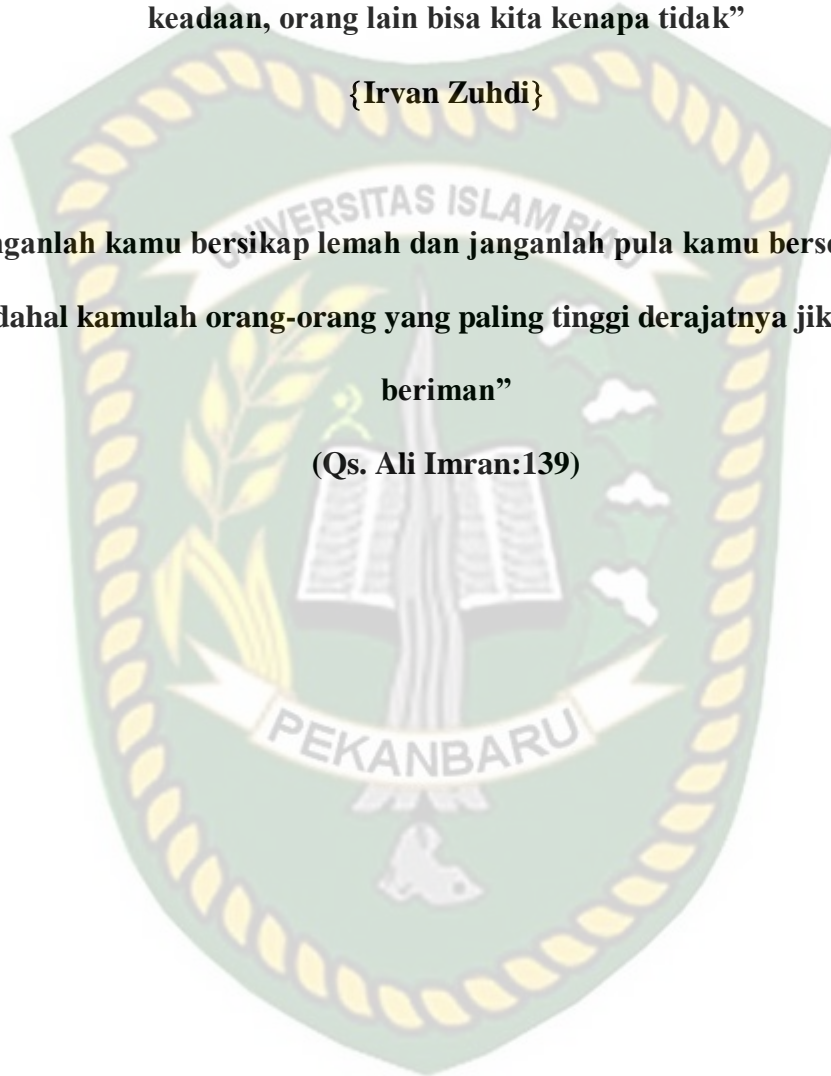 keadaan, orang lain bisa kita kenapa tidak”
{Irvan Zuhdi}
UNIVERSITAS ISLAM RIAU
nganlah kamu bersikap lemah dan janganlah pula kamu berse
dahal kamulah orang-orang yang paling tinggi derajatnya jik
beriman”
(Qs. Ali Imran:139)
PEKANBARU